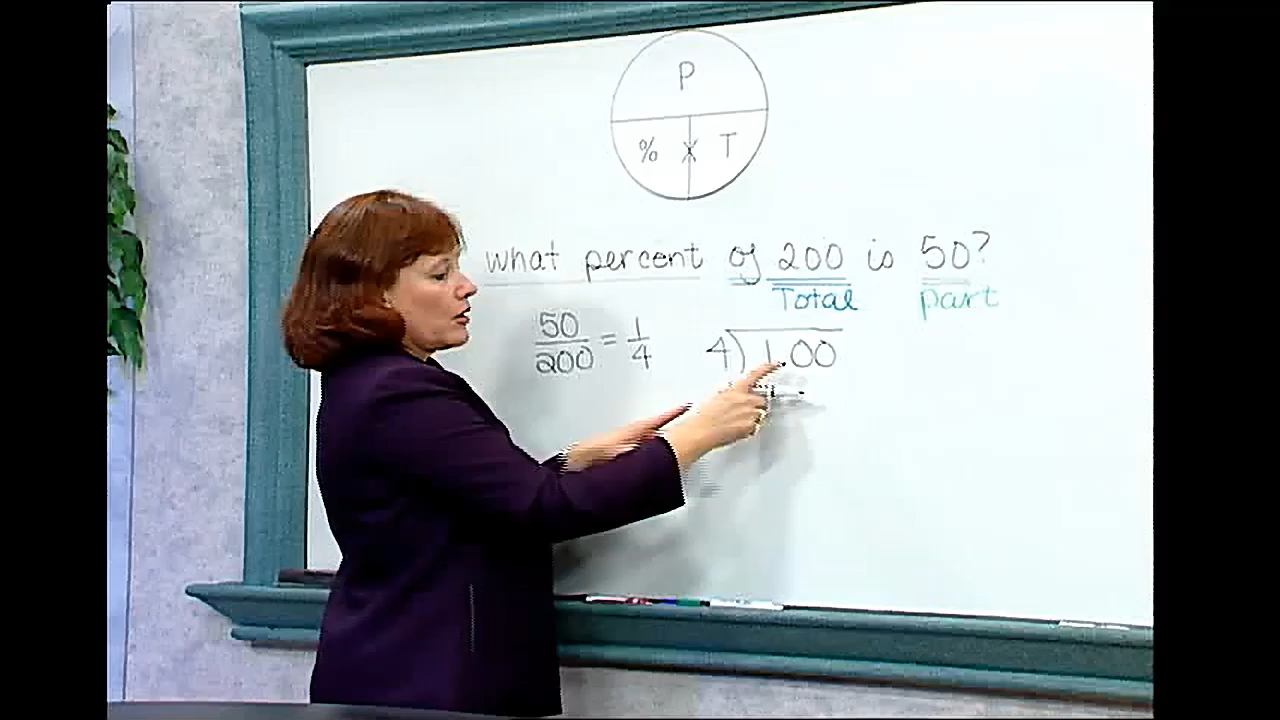 P
% × T
what percent of 200 is 50?
Total part
50/200 = 1/4 4)1.00